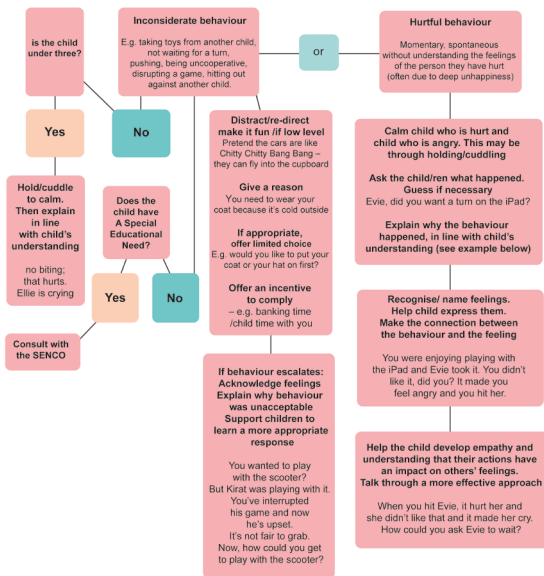 is the child
under three?
Yes
No
Hold/cuddle
to calm.
Then explain
in line
with child's
understanding
no biting;
that hurts.
Ellie is crying
Does the
child have
A Special
Educational
Need?
Yes
No
Consult with
the SENCO
Inconsiderate behaviour
E.g. taking toys from another child,
not waiting for a turn,
pushing, being uncooperative,
disrupting a game, hitting out
against another child.
or
Distract/re-direct
make it fun /if low level
Pretend the cars are like
Chitty Chitty Bang Bang –
they can fly into the cupboard
Give a reason
You need to wear your
coat because it's cold outside
If appropriate,
offer limited choice
E.g. would you like to put your
coat or your hat on first?
Offer an incentive
to comply
– e.g. banking time
/child time with you
If behaviour escalates:
Acknowledge feelings
Explain why behaviour
was unacceptable
Support children to
learn a more appropriate
response
You wanted to play
with the scooter?
But Kirat was playing with it.
You've interrupted
his game and now
he's upset.
It's not fair to grab.
Now, how could you get
to play with the scooter?
Hurtful behaviour
Momentary, spontaneous
without understanding the feelings
of the person they have hurt
(often due to deep unhappiness)
Calm child who is hurt and
child who is angry. This may be
through holding/cuddling
Ask the child/ren what happened.
Guess if necessary
Evie, did you want a turn on the iPad?
Explain why the behaviour
happened, in line with child's
understanding (see example below)
Recognise/ name feelings.
Help child express them.
Make the connection between
the behaviour and the feeling
You were enjoying playing with
the iPad and Evie took it. You didn't
like it, did you? It made you
feel angry and you hit her.
Help the child develop empathy and
understanding that their actions have
an impact on others' feelings.
Talk through a more effective approach
When you hit Evie, it hurt her and
she didn't like that and it made her cry.
How could you ask Evie to wait?